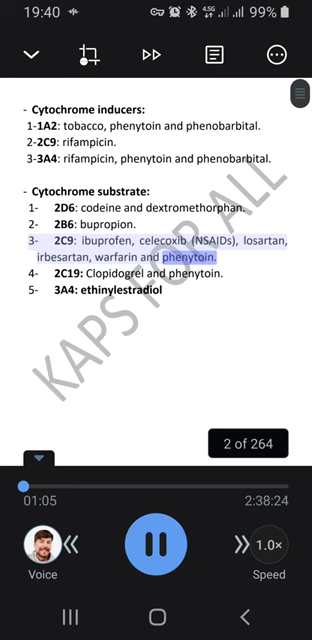 19:40
4.5G
99%
- Cytochrome inducers:
1-1A2: tobacco, phenytoin and phenobarbital.
2-2C9: rifampicin.
3-3A4: rifampicin, phenytoin and phenobarbital.
- Cytochrome substrate:
1- 2D6: codeine and dextromethorphan.
2- 2B6: bupropion.
3- 2C9: ibuprofen, celecoxib (NSAIDs), losartan,
irbesartan, warfarin and phenytoin.
4- 2C19: Clopidogrel and phenytoin.
5- 3A4: ethinylestradiol
KAPS FOR ALL
2 of 264
01:05
2:38:24
1.0×
Voice
Speed